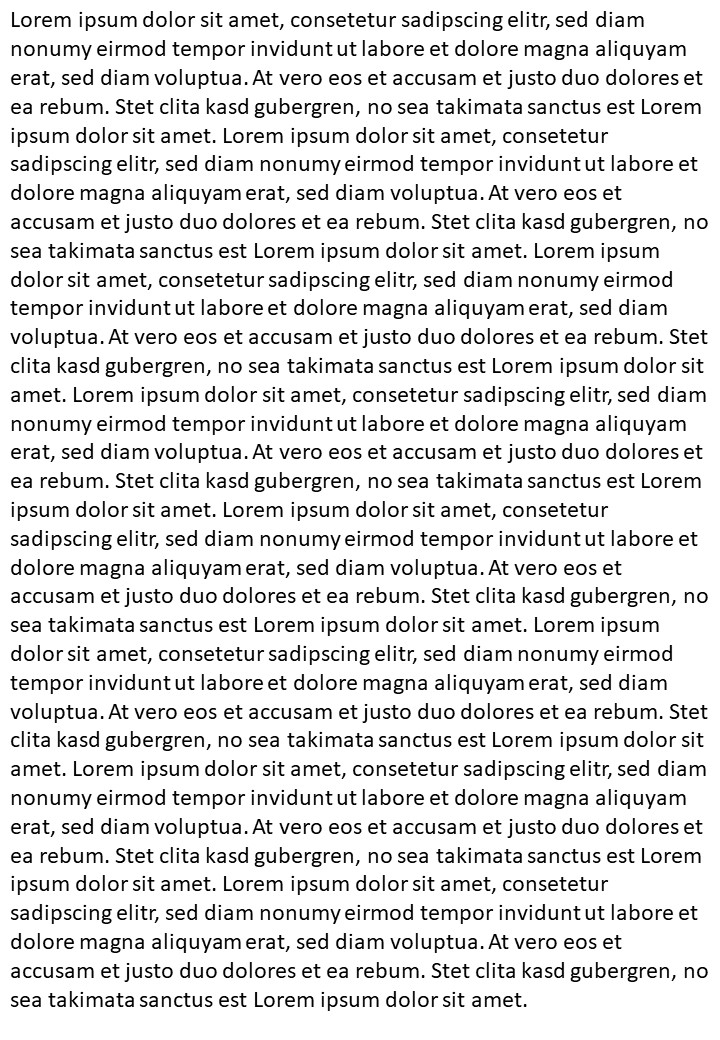 Lorem ipsum dolor sit amet, consetetur sadipscing elitr, sed diam
nonumy eirmod tempor invidunt ut labore et dolore magna aliquyam
erat, sed diam voluptua. At vero eos et accusam et justo duo dolores et
ea rebum. Stet clita kasd gubergren, no sea takimata sanctus est Lorem
ipsum dolor sit amet. Lorem ipsum dolor sit amet, consetetur
sadipscing elitr, sed diam nonumy eirmod tempor invidunt ut labore et
dolore magna aliquyam erat, sed diam voluptua. At vero eos et
accusam et justo duo dolores et ea rebum. Stet clita kasd gubergren, no
sea takimata sanctus est Lorem ipsum dolor sit amet. Lorem ipsum
dolor sit amet, consetetur sadipscing elitr, sed diam nonumy eirmod
tempor invidunt ut labore et dolore magna aliquyam erat, sed diam
voluptua. At vero eos et accusam et justo duo dolores et ea rebum. Stet
clita kasd gubergren, no sea takimata sanctus est Lorem ipsum dolor sit
amet. Lorem ipsum dolor sit amet, consetetur sadipscing elitr, sed diam
nonumy eirmod tempor invidunt ut labore et dolore magna aliquyam
erat, sed diam voluptua. At vero eos et accusam et justo duo dolores et
ea rebum. Stet clita kasd gubergren, no sea takimata sanctus est Lorem
ipsum dolor sit amet. Lorem ipsum dolor sit amet, consetetur
sadipscing elitr, sed diam nonumy eirmod tempor invidunt ut labore et
dolore magna aliquyam erat, sed diam voluptua. At vero eos et
accusam et justo duo dolores et ea rebum. Stet clita kasd gubergren, no
sea takimata sanctus est Lorem ipsum dolor sit amet. Lorem ipsum
dolor sit amet, consetetur sadipscing elitr, sed diam nonumy eirmod
tempor invidunt ut labore et dolore magna aliquyam erat, sed diam
voluptua. At vero eos et accusam et justo duo dolores et ea rebum. Stet
clita kasd gubergren, no sea takimata sanctus est Lorem ipsum dolor sit
amet. Lorem ipsum dolor sit amet, consetetur sadipscing elitr, sed diam
nonumy eirmod tempor invidunt ut labore et dolore magna aliquyam
erat, sed diam voluptua. At vero eos et accusam et justo duo dolores et
ea rebum. Stet clita kasd gubergren, no sea takimata sanctus est Lorem
ipsum dolor sit amet. Lorem ipsum dolor sit amet, consetetur
sadipscing elitr, sed diam nonumy eirmod tempor invidunt ut labore et
dolore magna aliquyam erat, sed diam voluptua. At vero eos et
accusam et justo duo dolores et ea rebum. Stet clita kasd gubergren, no
sea takimata sanctus est Lorem ipsum dolor sit amet.